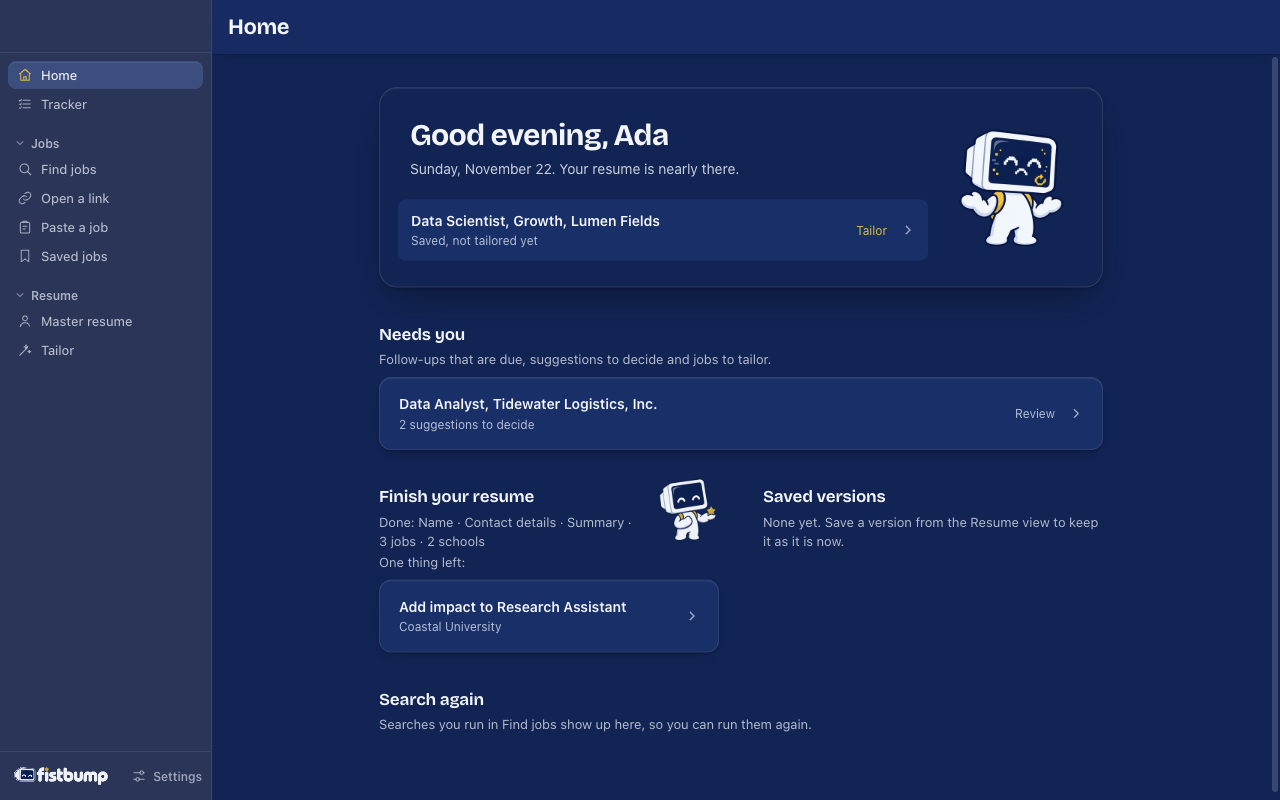 Home
Home
Tracker
Jobs
Find jobs
Open a link
Paste a job
Saved jobs
Resume
Master resume
Tailor
fistbump
Settings
Good evening, Ada
Sunday, November 22. Your resume is nearly there.
Data Scientist, Growth, Lumen Fields
Saved, not tailored yet
Tailor
Needs you
Follow-ups that are due, suggestions to decide and jobs to tailor.
Data Analyst, Tidewater Logistics, Inc.
2 suggestions to decide
Review
Finish your resume
Done: Name · Contact details · Summary ·
3 jobs · 2 schools
One thing left:
Add impact to Research Assistant
Coastal University
Saved versions
None yet. Save a version from the Resume view to keep
it as it is now.
Search again
Searches you run in Find jobs show up here, so you can run them again.